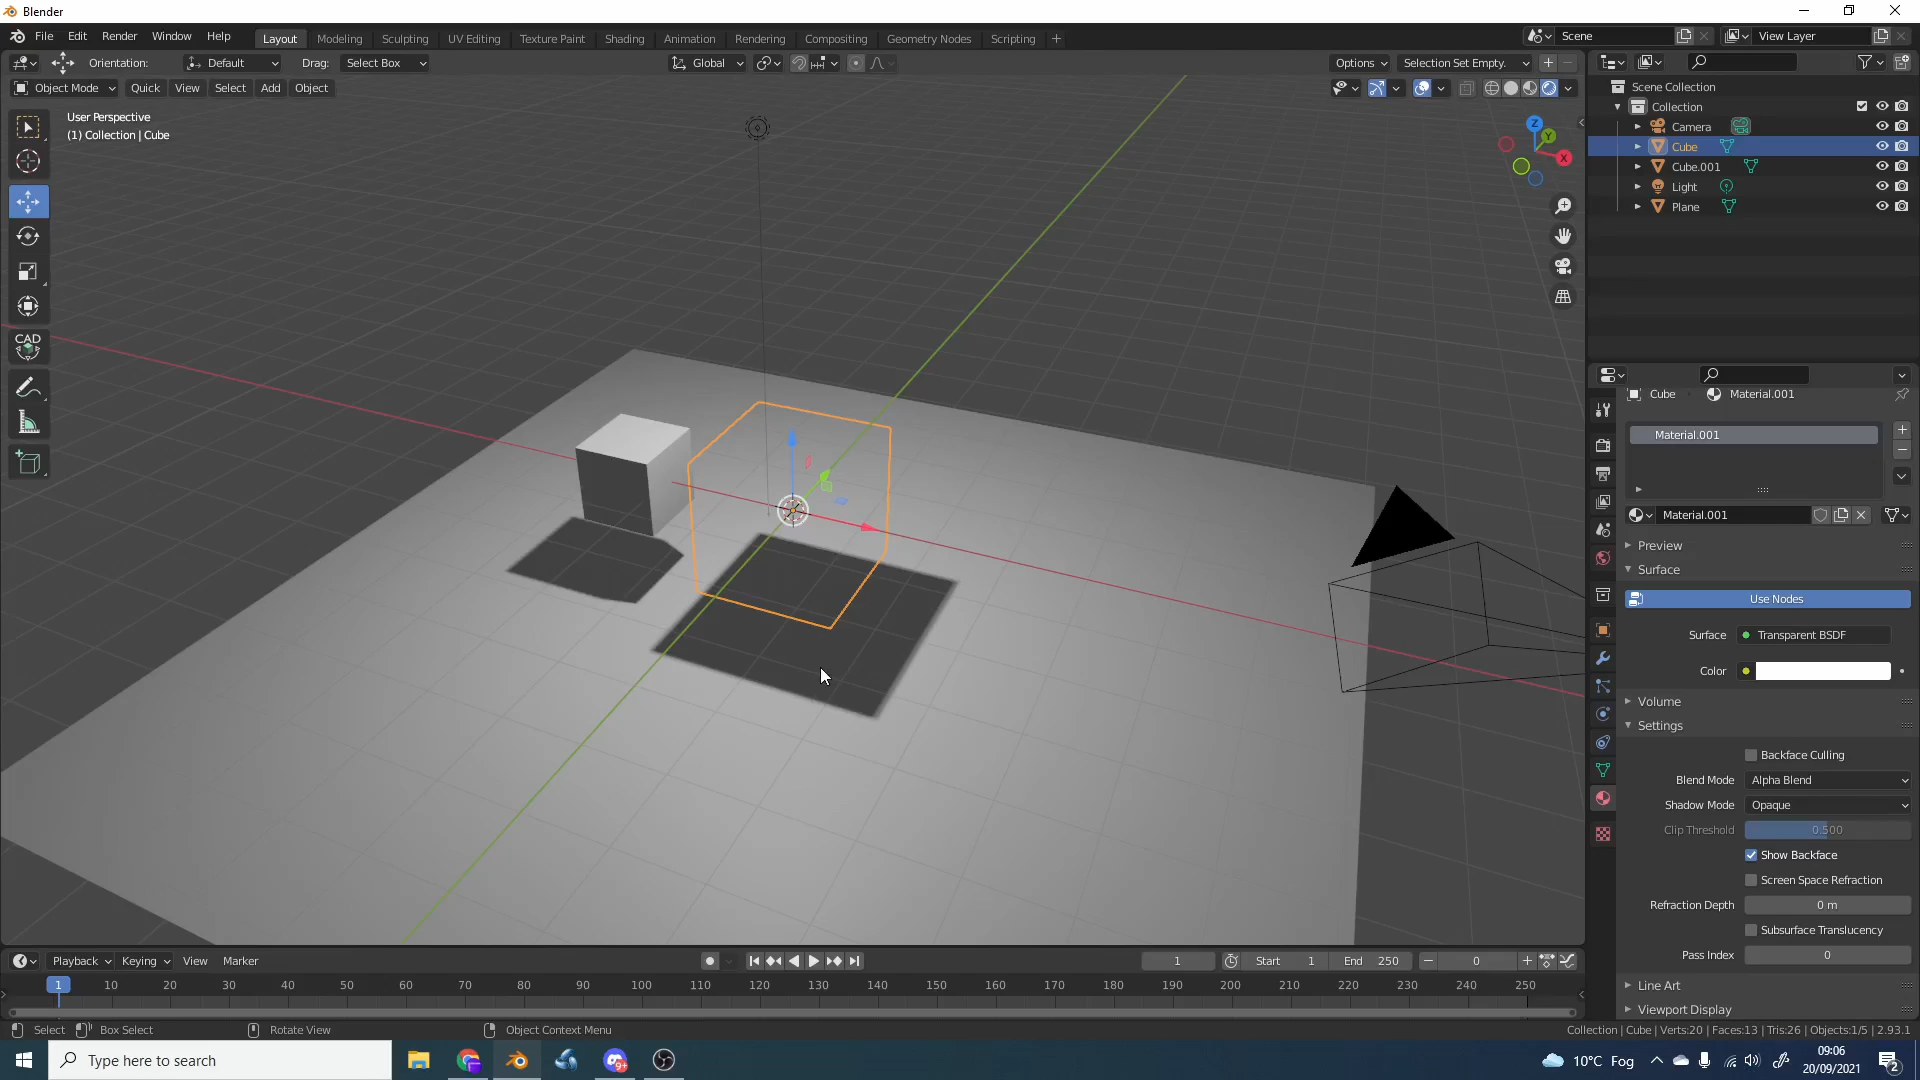 Blender
File Edit Render Window Help Layout Modeling Sculpting UV Editing Texture Paint Shading Animation Rendering Compositing Geometry Nodes Scripting + Scene View Layer
Orientation: Default Drag: Select Box Global Options Selection Set Empty.
Object Mode Quick View Select Add Object
User Perspective
(1) Collection | Cube
Z
Y
X
CAD
Scene Collection
Collection
Camera
Cube
Cube.001
Light
Plane
Cube Material.001
Material.001
Material.001
Preview
Surface
Use Nodes
Surface Transparent BSDF
Color
Volume
Settings
Backface Culling
Blend Mode Alpha Blend
Shadow Mode Opaque
Clip Threshold 0.500
Show Backface
Screen Space Refraction
Refraction Depth 0 m
Subsurface Translucency
Pass Index 0
Line Art
Viewport Display
Playback Keying View Marker 1 Start 1 End 250 0
1 10 20 30 40 50 60 70 80 90 100 110 120 130 140 150 160 170 180 190 200 210 220 230 240 250
Select Box Select Rotate View Object Context Menu Collection | Cube | Verts:20 | Faces:13 | Tris:26 | Objects:1/5 | 2.93.1
Type here to search 9+ 10°C Fog 09:06
20/09/2021 2